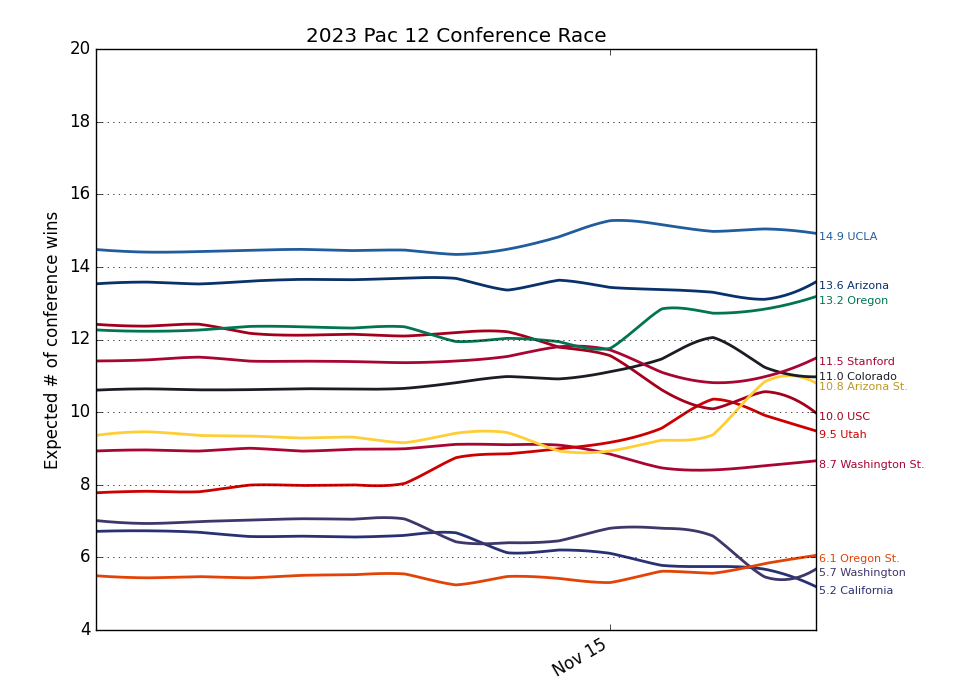 2023 Pac 12 Conference Race
Expected # of conference wins
20
18
16
14
12
10
8
6
4
Nov 15
14.9 UCLA
13.6 Arizona
13.2 Oregon
11.5 Stanford
11.0 Colorado
10.8 Arizona St.
10.0 USC
9.5 Utah
8.7 Washington St.
6.1 Oregon St.
5.7 Washington
5.2 California